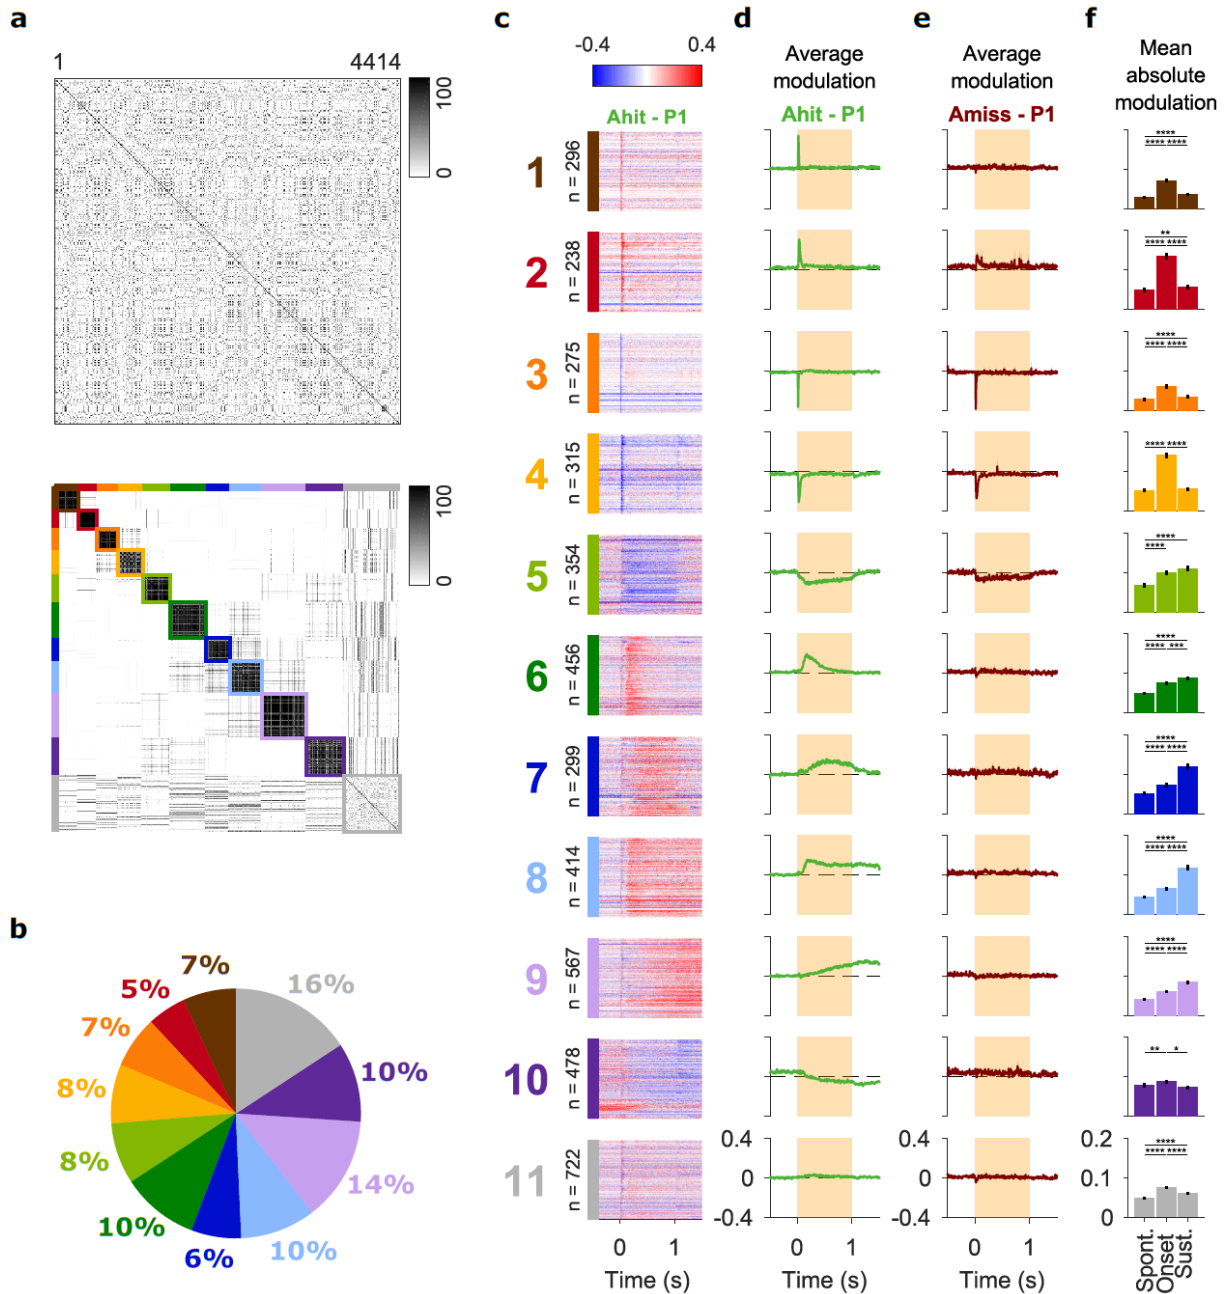 a
1 4414
100
0
100
0
b
7%
16%
5%
10%
7%
8%
14%
8%
10%
10%
6%
c
-0.4 0.4
Ahit - P1
1 n = 296
2 n = 238
3 n = 275
4 n = 315
5 n = 354
6 n = 456
7 n = 299
8 n = 414
9 n = 567
10 n = 478
11 n = 722
0 1
Time (s)
d
Average
modulation
Ahit - P1
0.4
0
-0.4
0 1
Time (s)
e
Average
modulation
Amiss - P1
0.4
0
-0.4
0 1
Time (s)
f
Mean
absolute
modulation
****
**** ****
**
**** ****
****
**** ****
**** ****
****
****
****
**** ***
****
**** ****
****
**** ****
****
**** ****
** *
****
**** ****
0.2
0.1
0
Spont.
Onset
Sust.